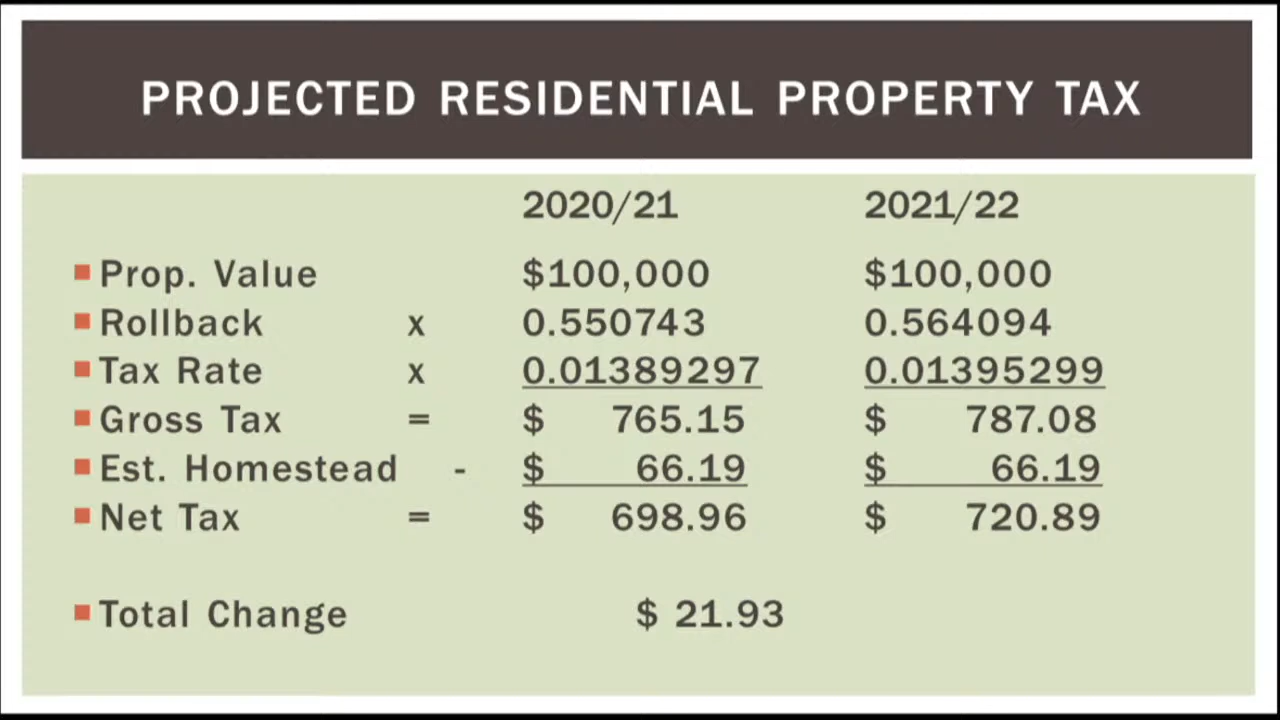 PROJECTED RESIDENTIAL PROPERTY TAX
2020/21 2021/22
Prop. Value $100,000 $100,000
Rollback x 0.550743 0.564094
Tax Rate x 0.01389297 0.01395299
Gross Tax = $ 765.15 $ 787.08
Est. Homestead - $ 66.19 $ 66.19
Net Tax = $ 698.96 $ 720.89
Total Change $ 21.93